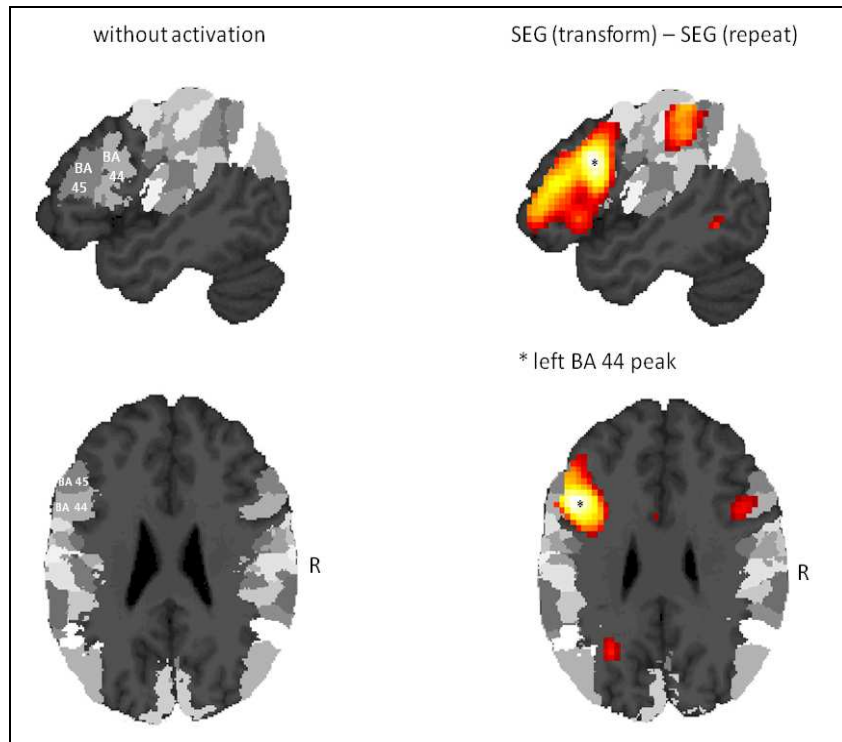 without activation
SEG (transform) – SEG (repeat)
BA
45
BA
44
*
* left BA 44 peak
BA 45
BA 44
R
*
R